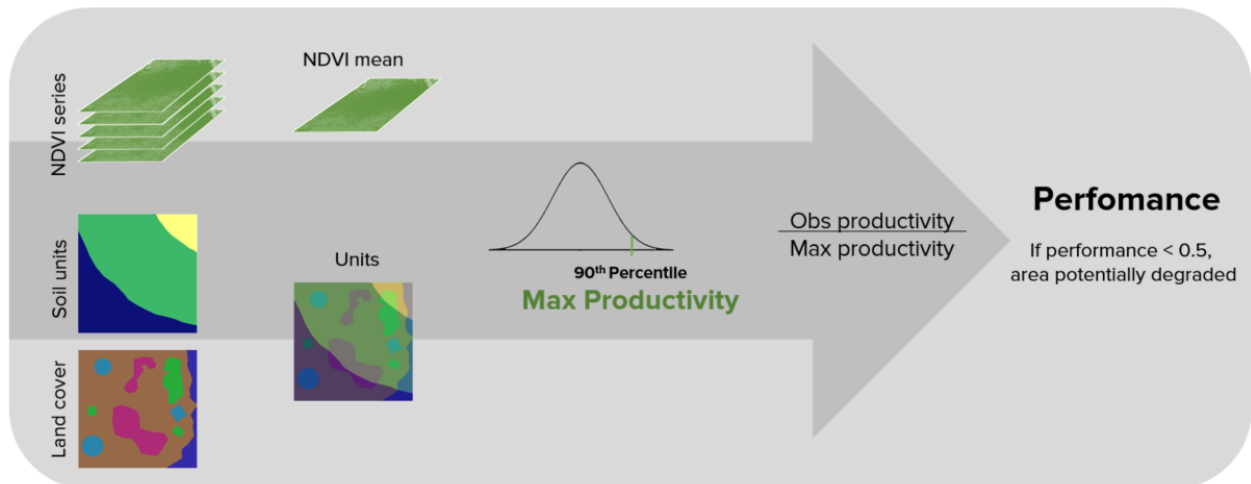 NDVI series
NDVI mean
Soil units
Land cover
Units
90th Percentile
Max Productivity
Obs productivity
Max productivity
Perfomance
If performance < 0.5,
area potentially degraded